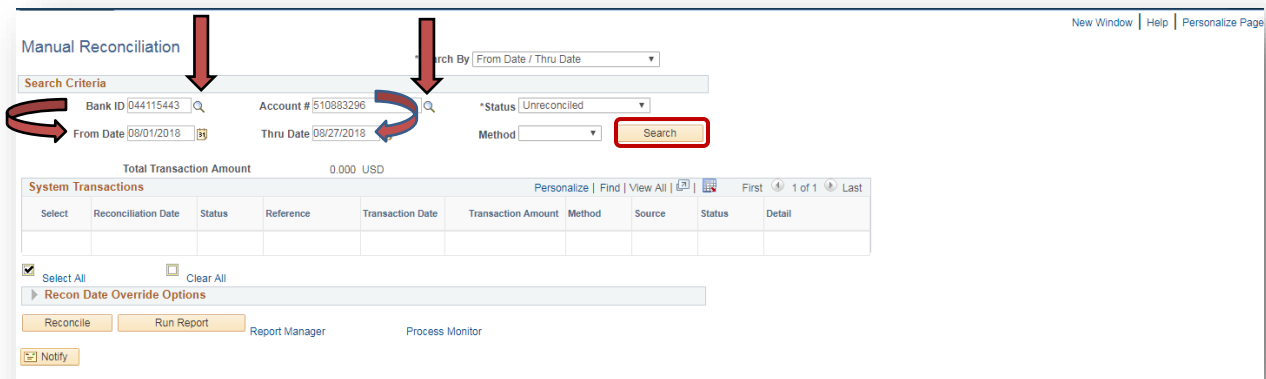 New Window | Help | Personalize Page
Manual Reconciliation
*Search By From Date / Thru Date
Search Criteria
Bank ID 044115443 Account # 510883296 *Status Unreconciled
From Date 08/01/2018 31 Thru Date 08/27/2018 Method Search
Total Transaction Amount 0.000 USD
System Transactions Personalize | Find | View All | First 1 of 1 Last
Select Reconciliation Date Status Reference Transaction Date Transaction Amount Method Source Status Detail
Select All Clear All
Recon Date Override Options
Reconcile Run Report Report Manager Process Monitor
Notify